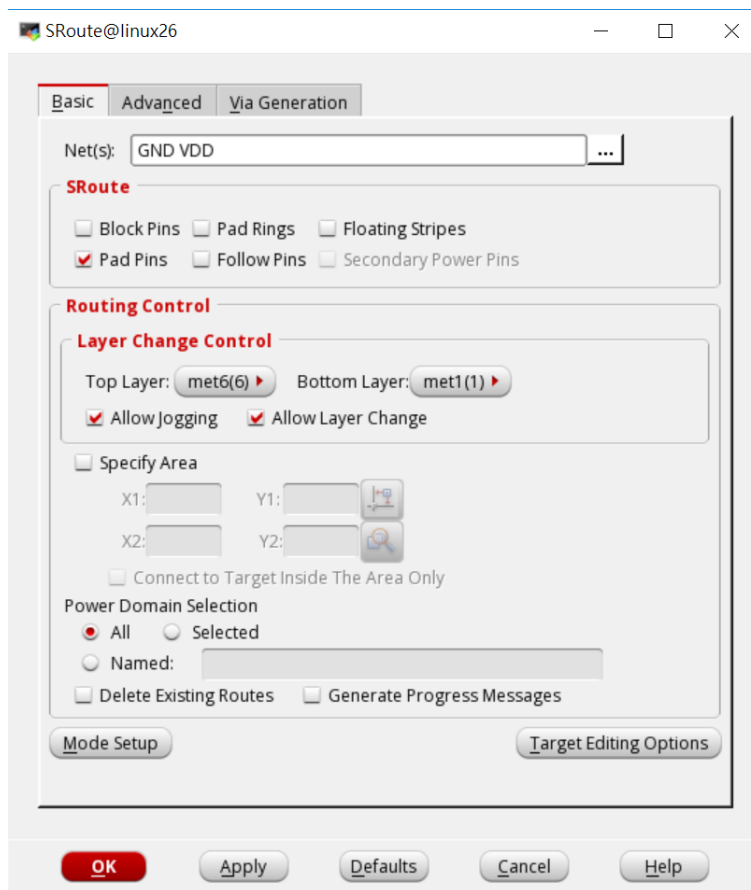 SRoute@linux26
Basic Advanced Via Generation
Net(s): GND VDD ...
SRoute
Block Pins Pad Rings Floating Stripes
Pad Pins Follow Pins Secondary Power Pins
Routing Control
Layer Change Control
Top Layer: met6(6) Bottom Layer: met1(1)
Allow Jogging Allow Layer Change
Specify Area
X1: Y1:
X2: Y2:
Connect to Target Inside The Area Only
Power Domain Selection
All Selected
Named:
Delete Existing Routes Generate Progress Messages
Mode Setup Target Editing Options
OK Apply Defaults Cancel Help